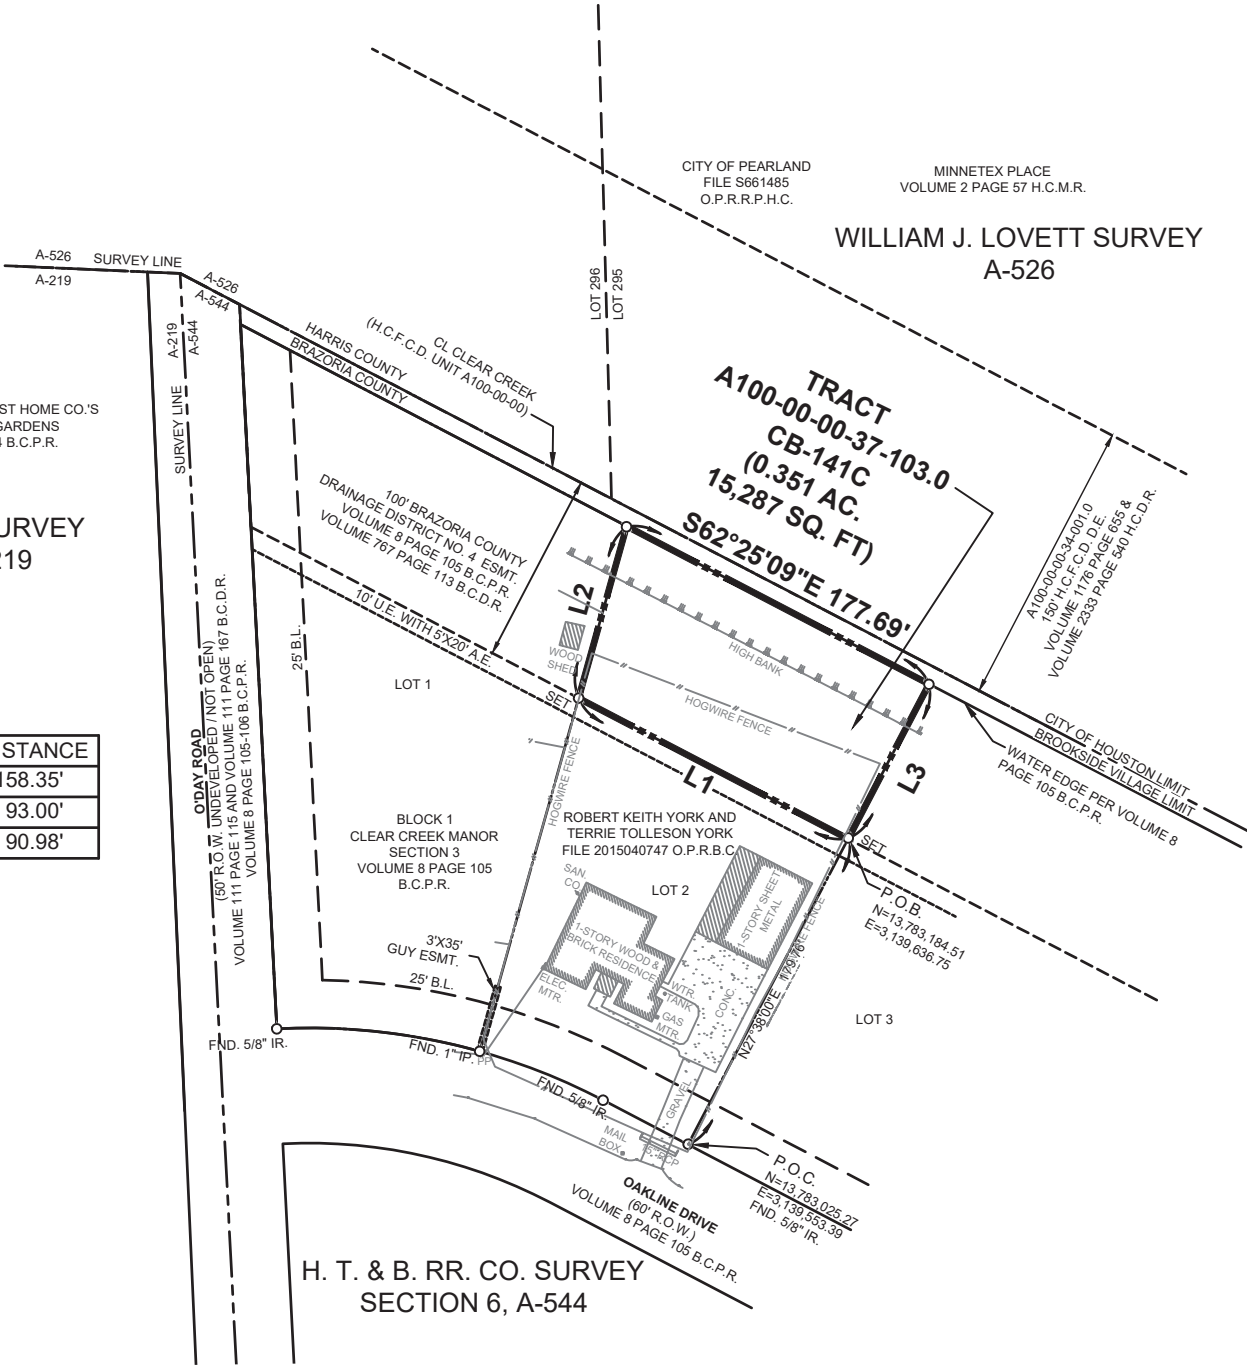 CITY OF PEARLAND
FILE S661485
O.P.R.R.P.H.C.
MINNETEX PLACE
VOLUME 2 PAGE 57 H.C.M.R.
WILLIAM J. LOVETT SURVEY
A-526
A-526
SURVEY LINE
A-219
A-526
A-544
LOT 296
LOT 295
A-219
A-544
SURVEY LINE
HARRIS COUNTY
BRAZORIA COUNTY
CL CLEAR CREEK
(H.C.F.C.D. UNIT A100-00-00)
TRACT
A100-00-00-37-103.0
CB-141C
(0.351 AC.
15,287 SQ. FT)
S62°25'09"E 177.69'
ST HOME CO.'S
GARDENS
B.C.P.R.
URVEY
219
100' BRAZORIA COUNTY
DRAINAGE DISTRICT NO. 4 ESMT.
VOLUME 8 PAGE 105 B.C.P.R.
VOLUME 767 PAGE 113 B.C.D.R.
A100-00-00-34-001.0
150' H.C.F.C.D. D.E.
VOLUME 1176 PAGE 655 &
VOLUME 2333 PAGE 540 H.C.D.R.
10' U.E. WITH 5'X20' A.E.
25' B.L.
L2
WOOD
SHED
HIGH BANK
HOGWIRE FENCE
LOT 1
SET
L1
L3
CITY OF HOUSTON LIMIT
BROOKSIDE VILLAGE LIMIT
WATER EDGE PER VOLUME 8
PAGE 105 B.C.P.R.
STANCE
158.35'
93.00'
90.98'
O'DAY ROAD
(50' R.O.W. UNDEVELOPED / NOT OPEN)
VOLUME 111 PAGE 115 AND VOLUME 111 PAGE 167 B.C.D.R.
VOLUME 8 PAGE 105-106 B.C.P.R.
HOGWIRE FENCE
BLOCK 1
CLEAR CREEK MANOR
SECTION 3
VOLUME 8 PAGE 105
B.C.P.R.
ROBERT KEITH YORK AND
TERRIE TOLLESON YORK
FILE 2015040747 O.P.R.B.C.
SET
SAN.
CO.
LOT 2
1-STORY SHEET
METAL
P.O.B.
N=13,783,184.51
E=3,139,636.75
1-STORY WOOD &
BRICK RESIDENCE
3'X35'
GUY ESMT.
25' B.L.
ELEC.
MTR.
WTR.
TANK
GAS
MTR.
CONC.
N27°38'00"E 179.76'
LOT 3
FND. 5/8" IR.
FND. 1" IP.
PP
FND. 5/8" IR.
GRAVEL
MAIL
BOX
P.O.C.
N=13,783,025.27
E=3,139,553.39
FND. 5/8" IR.
OAKLINE DRIVE
(60' R.O.W.)
VOLUME 8 PAGE 105 B.C.P.R.
H. T. & B. RR. CO. SURVEY
SECTION 6, A-544